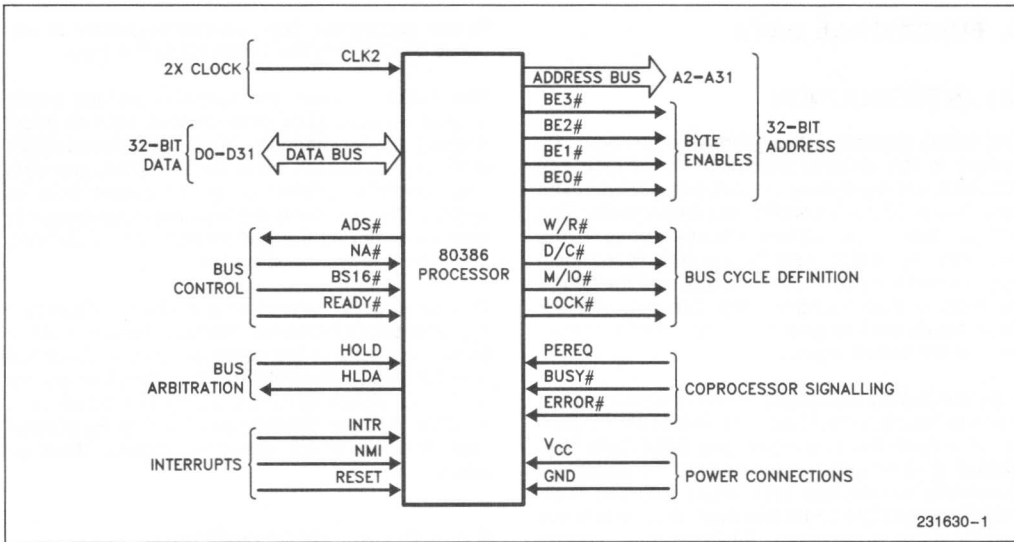 2X CLOCK
CLK2
32-BIT
DATA
D0-D31
DATA BUS
BUS
CONTROL
ADS#
NA#
BS16#
READY#
BUS
ARBITRATION
HOLD
HLDA
INTERRUPTS
INTR
NMI
RESET
80386
PROCESSOR
ADDRESS BUS
A2-A31
BE3#
BE2#
BE1#
BE0#
BYTE
ENABLES
32-BIT
ADDRESS
W/R#
D/C#
M/IO#
LOCK#
BUS CYCLE DEFINITION
PEREQ
BUSY#
ERROR#
COPROCESSOR SIGNALLING
VCC
GND
POWER CONNECTIONS
231630-1